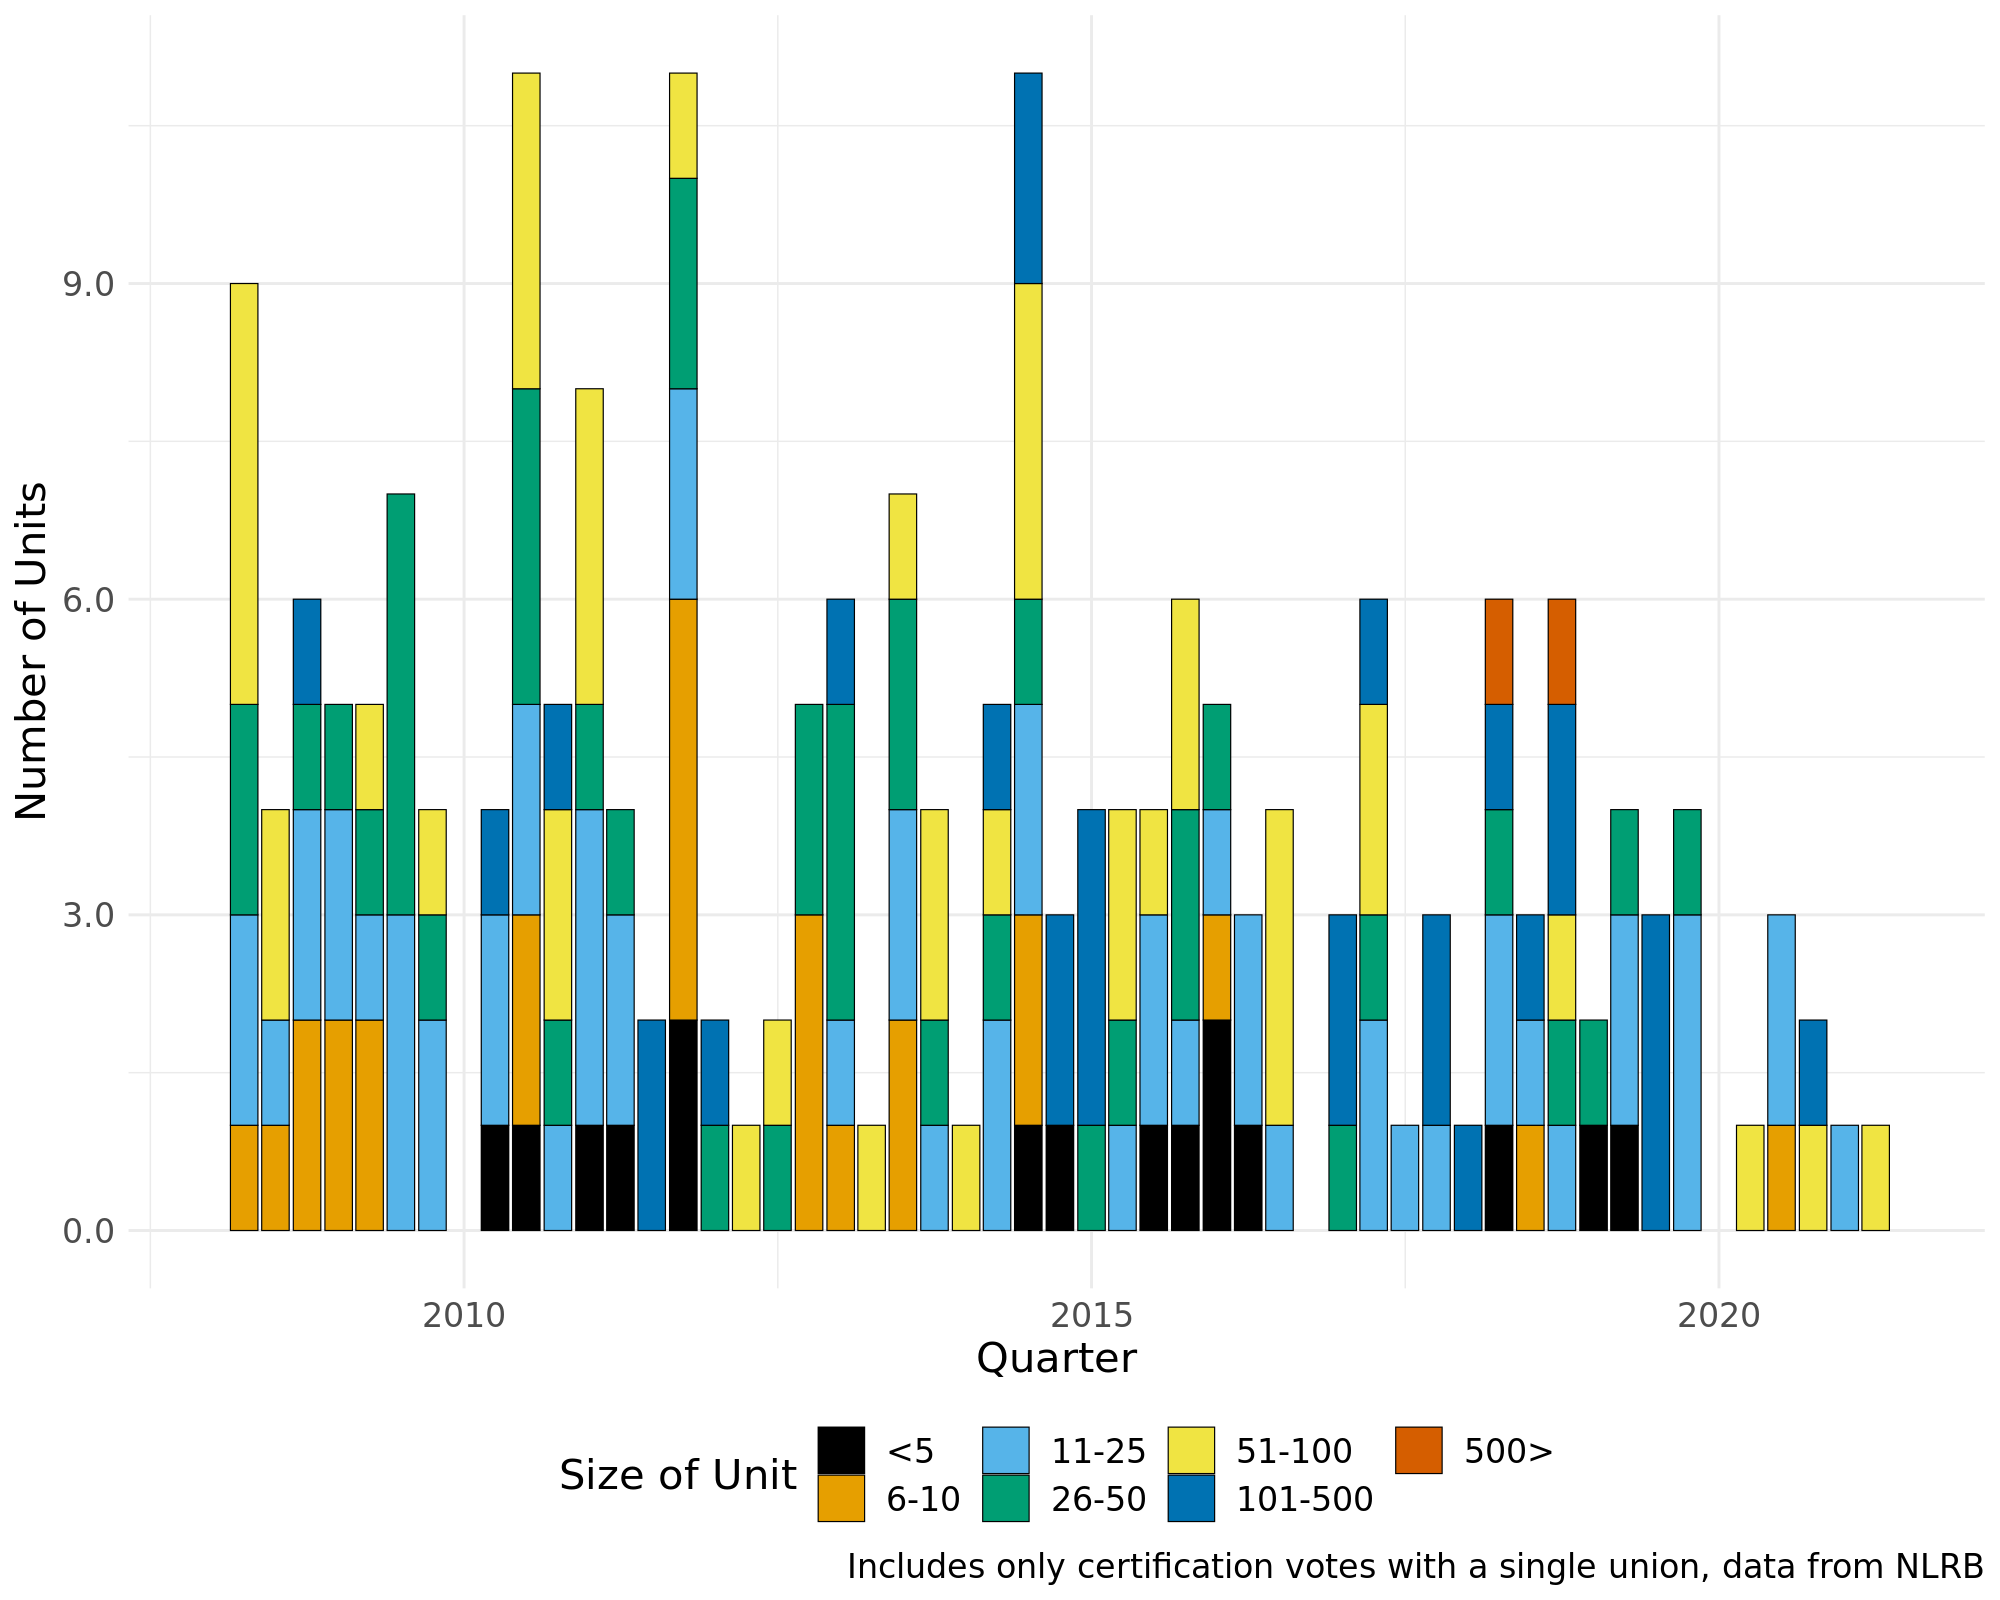 Number of Units
9.0
6.0
3.0
0.0
2010 2015 2020
Quarter
Size of Unit
<5 11-25 51-100 500>
6-10 26-50 101-500
Includes only certification votes with a single union, data from NLRB